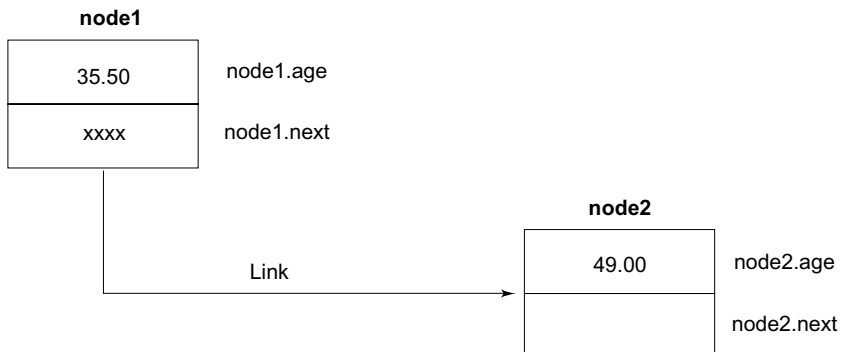 node1
35.50
node1.age
xxxx
node1.next
Link
node2
49.00
node2.age
node2.next